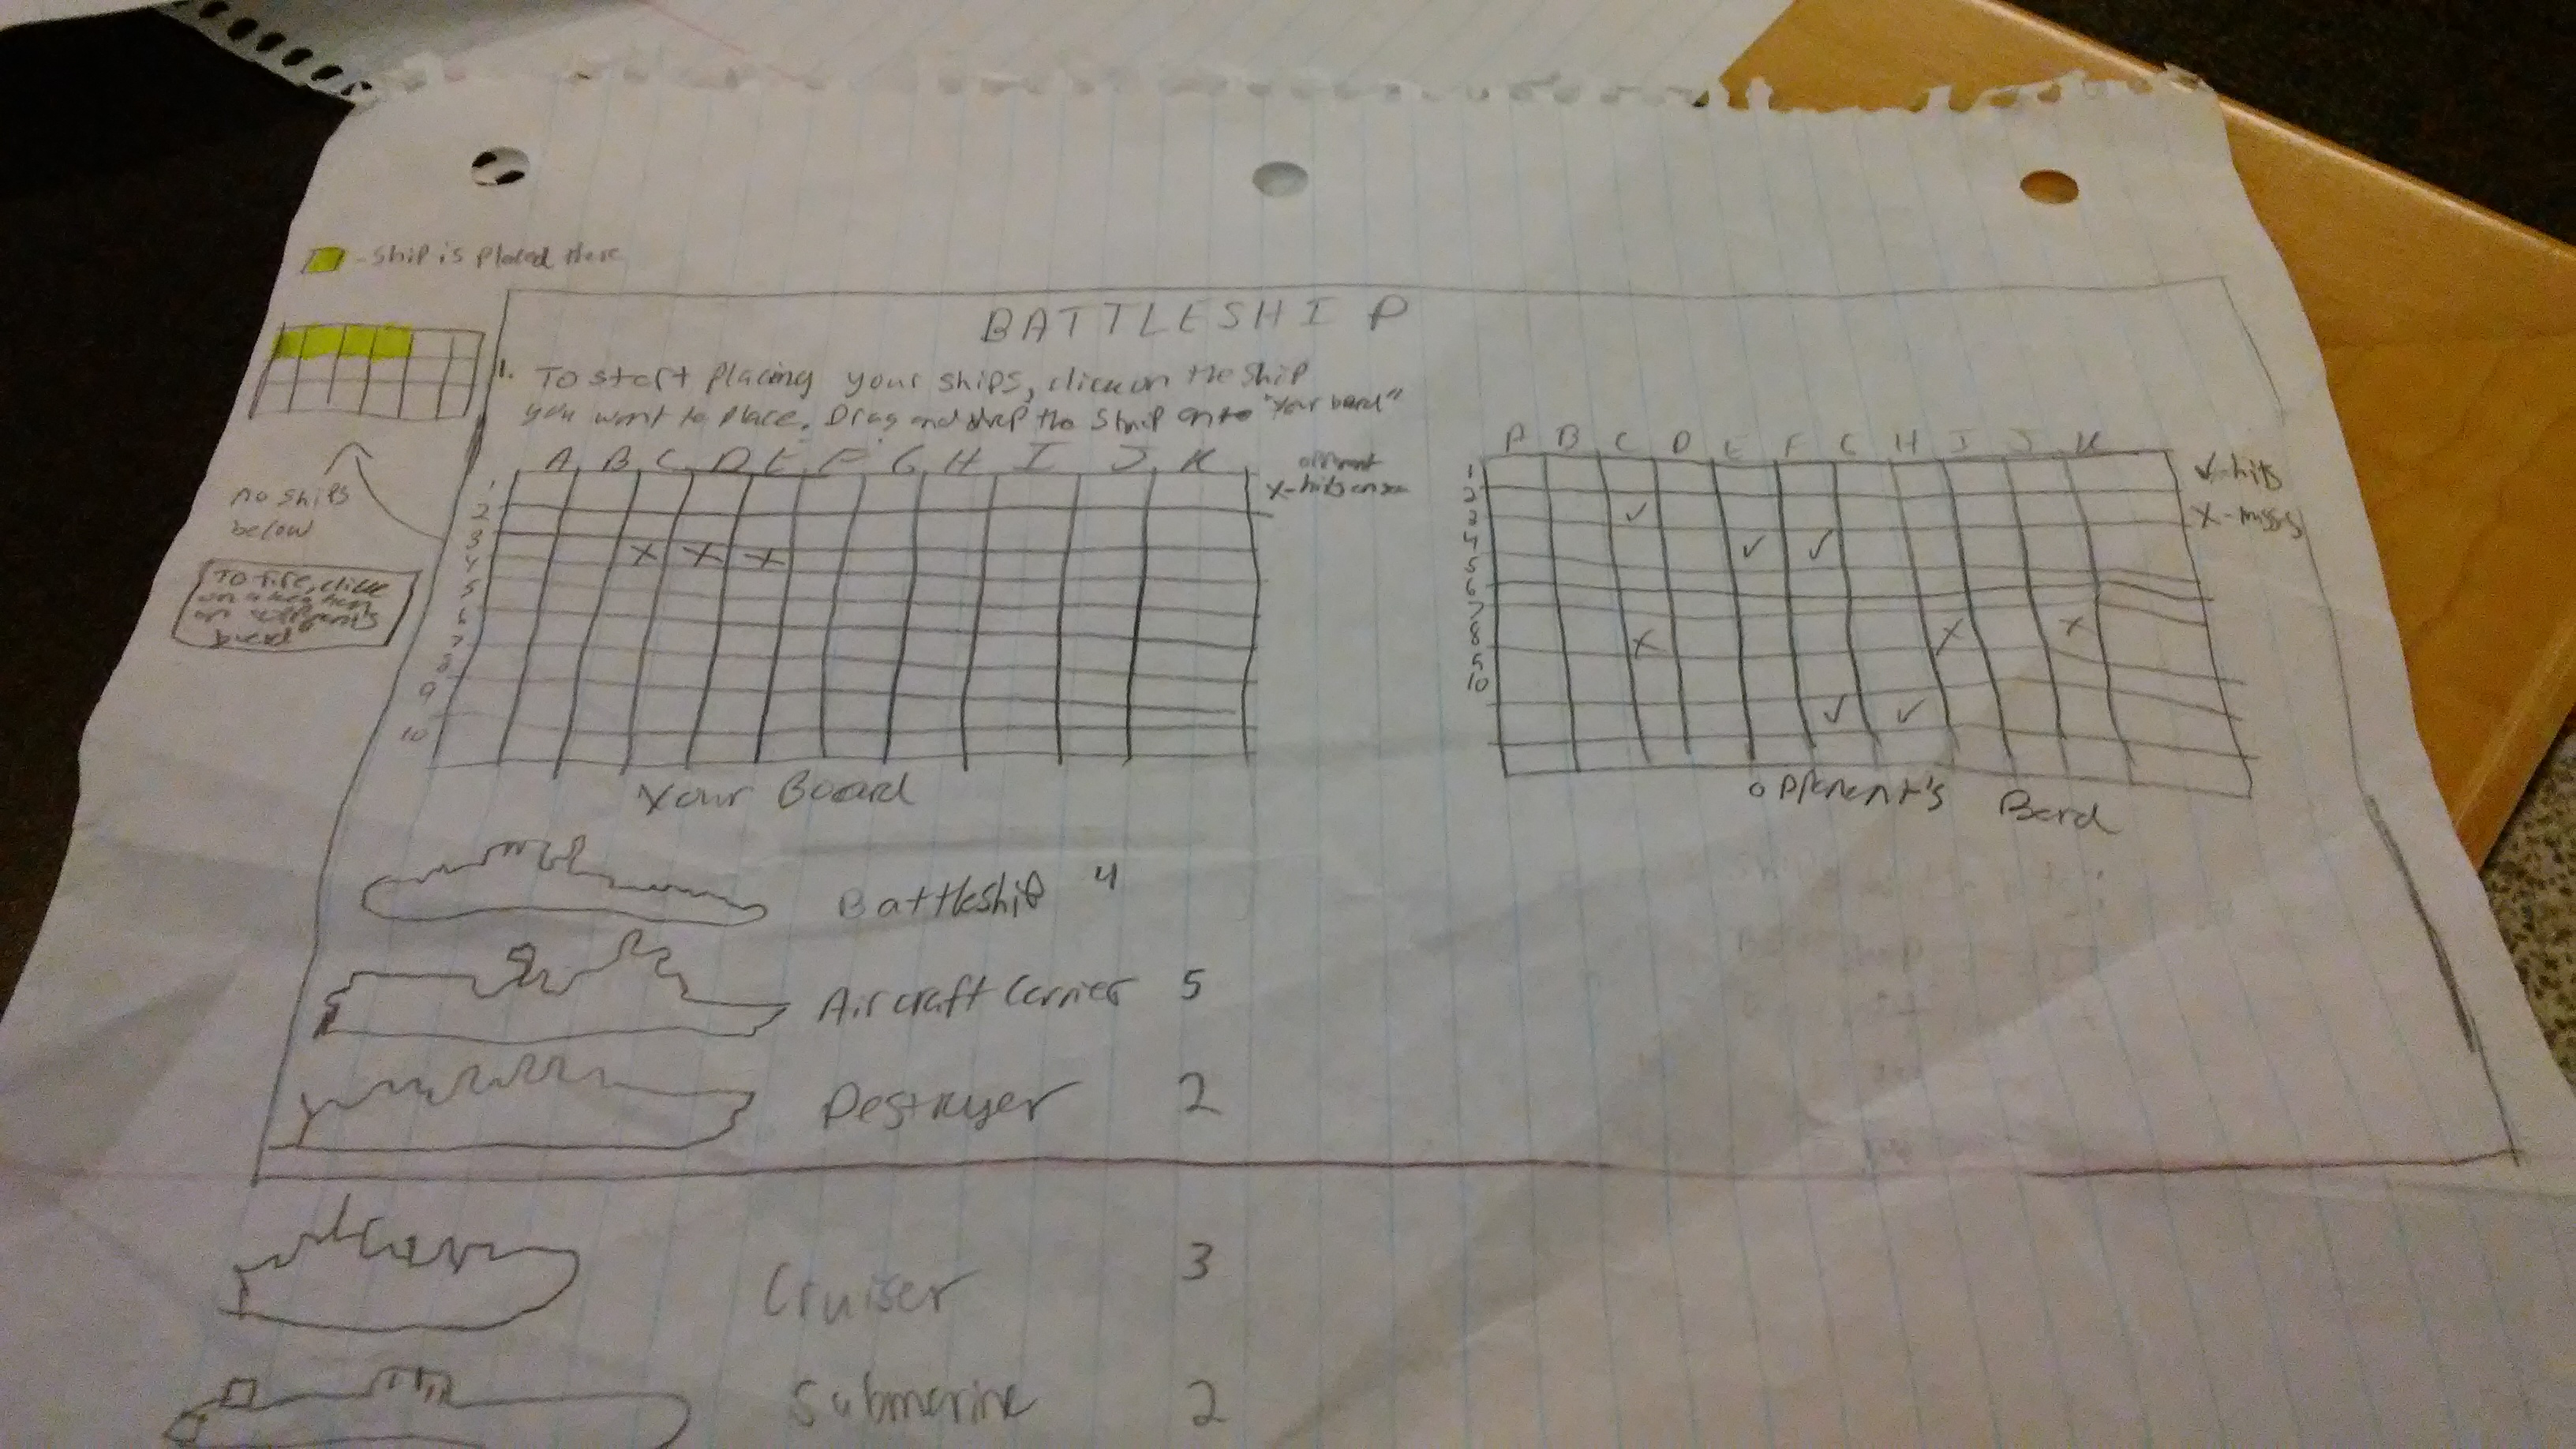 - Ship is placed there
BATTLESHIP
1. To start placing your ships, click on the ship
you want to place. Drag and drop the ship onto "Your board"
no ships
below
To fire, click
on a location
on opponent's
board
A B C D E F G H I J K
1
2
3
4
5
6
7
8
9
10
opponent
X-hits on you
X X X
Your Board
A B C D E F G H I J K
1
2
3
4
5
6
7
8
9
10
✓-hits
X-misses
✓
✓ ✓
X X X
✓ ✓
opponent's Bord
Battleship 4
Aircraft Carrier 5
Destroyer 2
Cruiser 3
Submarine 2